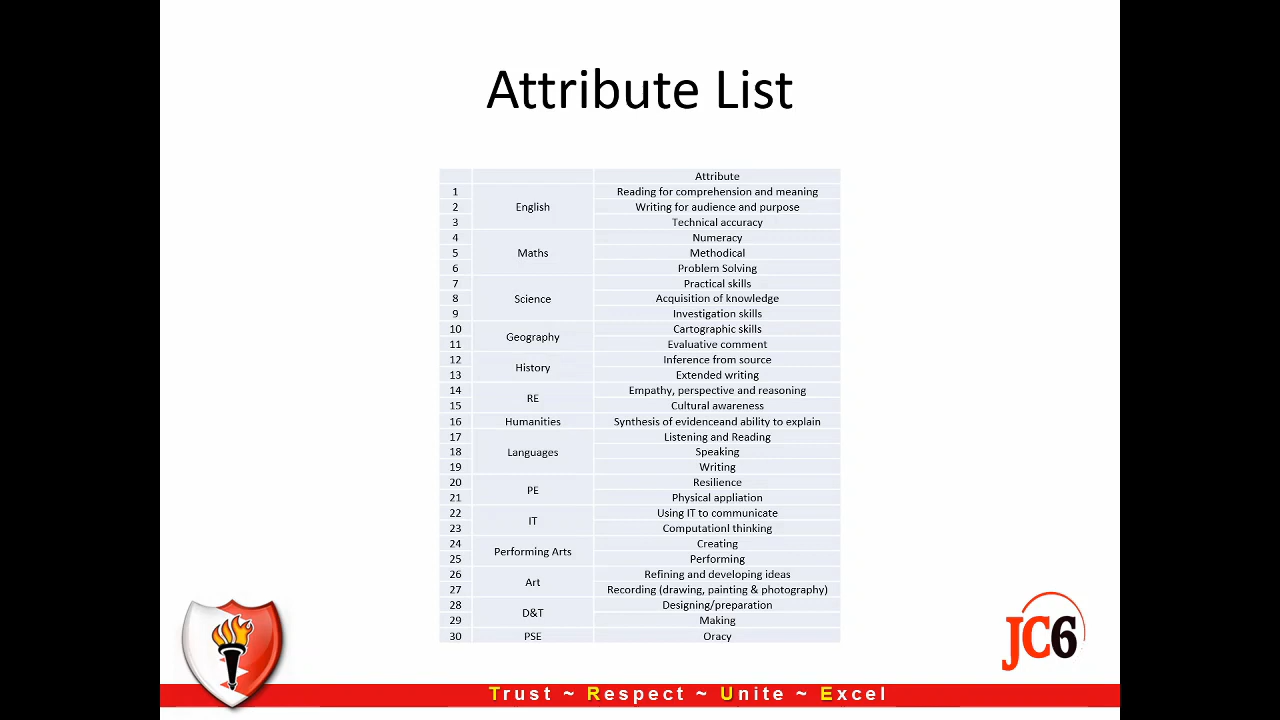 Attribute List
Attribute
1 English Reading for comprehension and meaning
2 Writing for audience and purpose
3 Technical accuracy
4 Maths Numeracy
5 Methodical
6 Problem Solving
7 Science Practical skills
8 Acquisition of knowledge
9 Investigation skills
10 Geography Cartographic skills
11 Evaluative comment
12 History Inference from source
13 Extended writing
14 RE Empathy, perspective and reasoning
15 Cultural awareness
16 Humanities Synthesis of evidenceand ability to explain
17 Languages Listening and Reading
18 Speaking
19 Writing
20 PE Resilience
21 Physical appliation
22 IT Using IT to communicate
23 Computationl thinking
24 Performing Arts Creating
25 Performing
26 Art Refining and developing ideas
27 Recording (drawing, painting & photography)
28 D&T Designing/preparation
29 Making
30 PSE Oracy
JC6
Trust ~ Respect ~ Unite ~ Excel